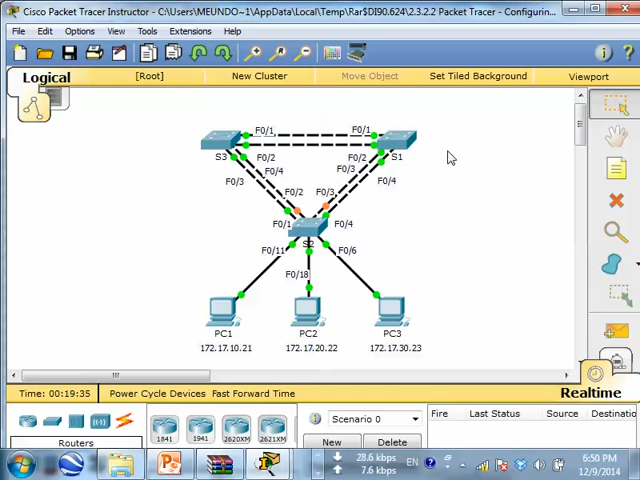 Cisco Packet Tracer Instructor - C:\Users\MEUNDO~1\AppData\Local\Temp\Rar$DI90.624\2.3.2.2 Packet Tracer - Configurin...
File Edit Options View Tools Extensions Help
Logical [Root] New Cluster Move Object Set Tiled Background Viewport
F0/1 F0/1
S3 F0/2 F0/2 S1
F0/4 F0/3
F0/3 F0/4
F0/2 F0/3
F0/1 F0/4
S2
F0/11 F0/6
F0/18
PC1 PC2 PC3
172.17.10.21 172.17.20.22 172.17.30.23
Time: 00:19:35 Power Cycle Devices Fast Forward Time Realtime
Scenario 0 Fire Last Status Source Destinatio
1841 1941 2620XM 2621XM
Routers New Delete
28.6 kbps
7.6 kbps
EN
6:50 PM
12/9/2014